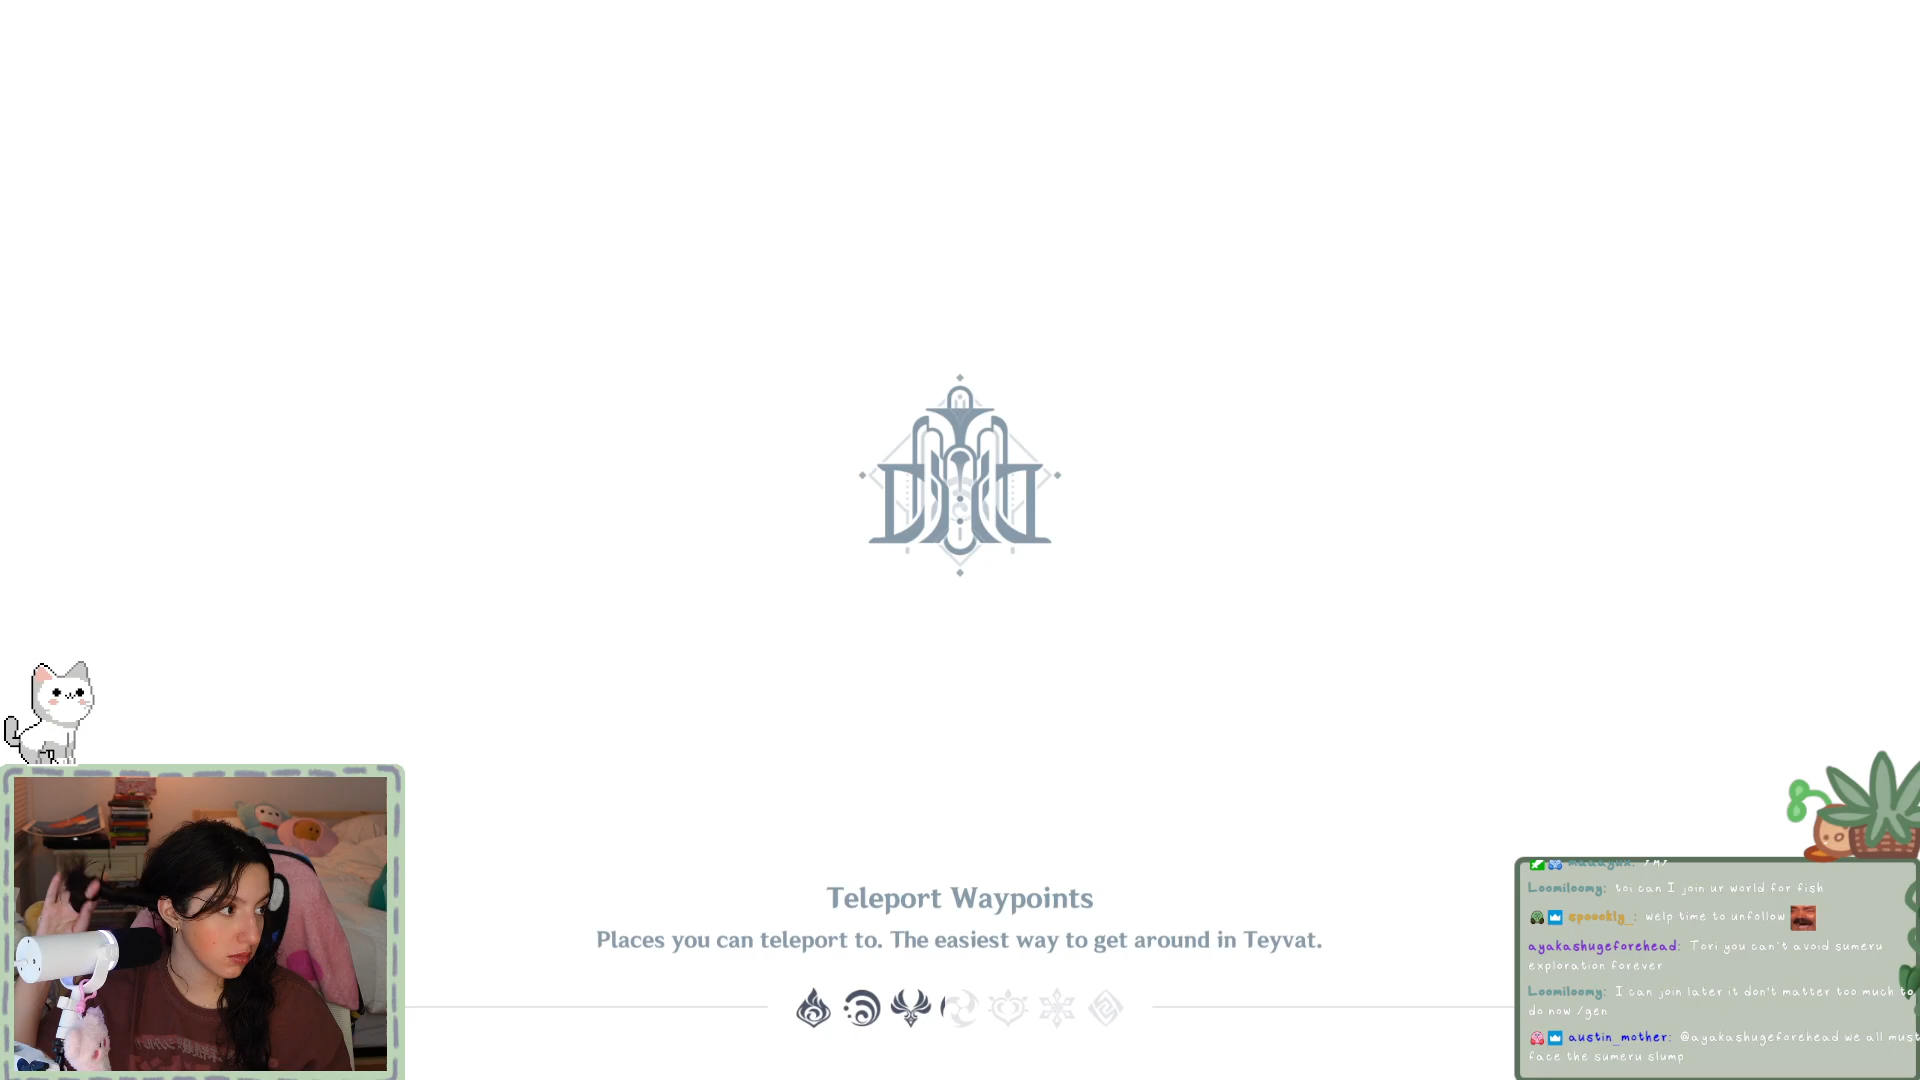 Teleport Waypoints
Places you can teleport to. The easiest way to get around in Teyvat.
Loomiloomy: toi can I join ur world for fish
spoookly_: welp time to unfollow
ayakashugeforehead: Tori you can't avoid sumeru
exploration forever
Loomiloomy: I can join later it don't matter too much to
do now /gen
austin_mother: @ayakashugeforehead we all must
face the sumeru slump